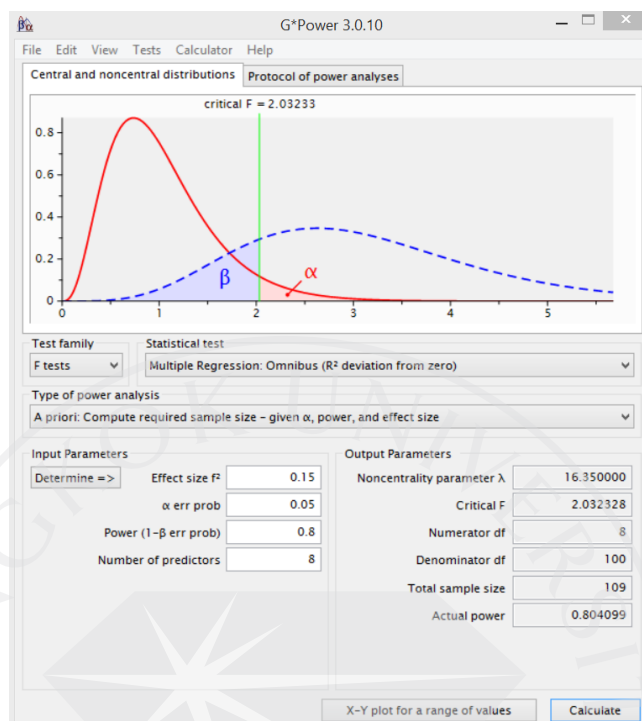 βα G*Power 3.0.10
File Edit View Tests Calculator Help
Central and noncentral distributions Protocol of power analyses
critical F = 2.03233
0.8
0.6
0.4
0.2
0
β
α
0 1 2 3 4 5
Test family Statistical test
F tests Multiple Regression: Omnibus (R² deviation from zero)
Type of power analysis
A priori: Compute required sample size – given α, power, and effect size
Input Parameters Output Parameters
Determine => Effect size f² 0.15 Noncentrality parameter λ 16.350000
α err prob 0.05 Critical F 2.032328
Power (1-β err prob) 0.8 Numerator df 8
Number of predictors 8 Denominator df 100
Total sample size 109
Actual power 0.804099
X-Y plot for a range of values Calculate
GKOK UNIVERSI